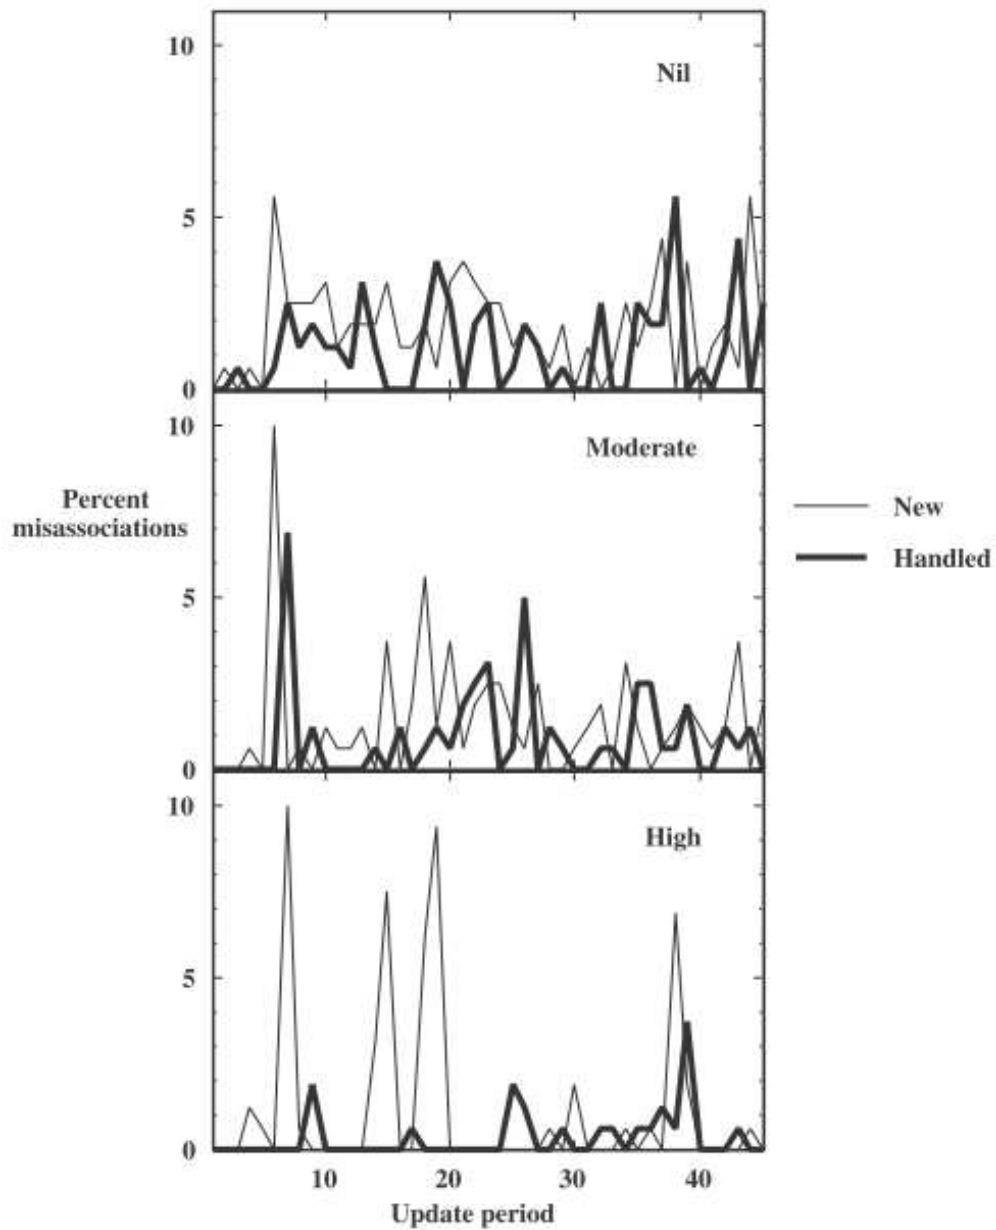 10
Nil
5
0
10
Moderate
Percent
misassociations
New
Handled
5
0
10
High
5
0
10 20 30 40
Update period